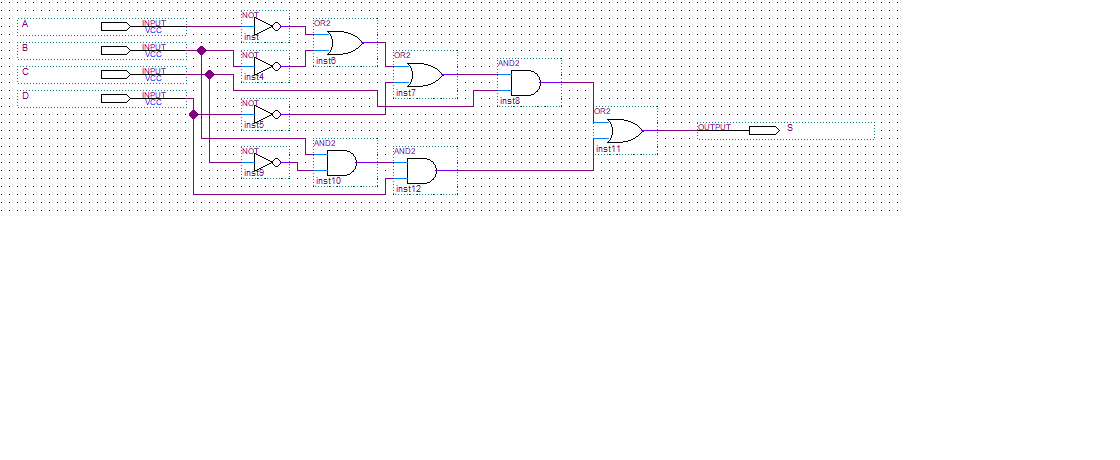 A
INPUT
VCC
NOT
inst
OR2
inst6
B
INPUT
VCC
NOT
inst4
OR2
inst7
C
INPUT
VCC
AND2
inst8
D
INPUT
VCC
NOT
inst5
OR2
inst11
OUTPUT
S
NOT
inst9
AND2
inst10
AND2
inst12